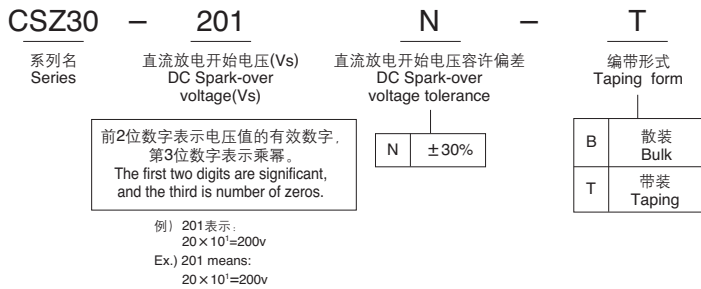 CSZ30 – 201 N – T
系列名
Series
直流放电开始电压(Vs)
DC Spark-over
voltage(Vs)
直流放电开始电压容许偏差
DC Spark-over
voltage tolerance
编带形式
Taping form
前2位数字表示电压值的有效数字,
第3位数字表示乘幂。
The first two digits are significant,
and the third is number of zeros.
N ±30%
B 散装
Bulk
T 带装
Taping
例) 201表示:
20×10¹=200v
Ex.) 201 means:
20×10¹=200v